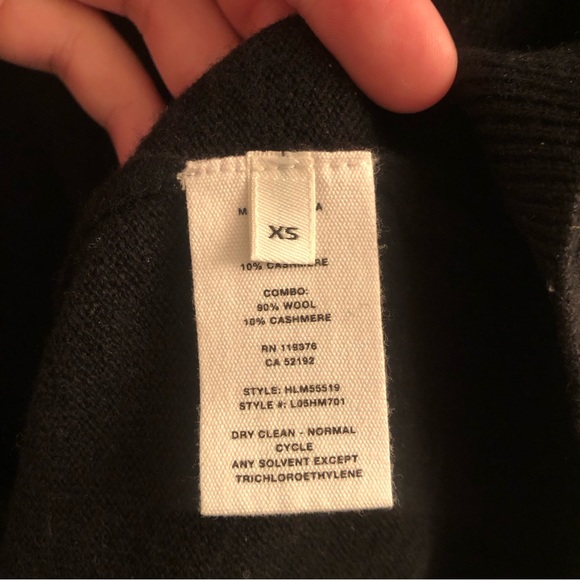 M A
XS
10% CASHMERE
COMBO:
90% WOOL
10% CASHMERE
RN 119376
CA 52192
STYLE: HLM55519
STYLE #: L05HM701
DRY CLEAN - NORMAL
CYCLE
ANY SOLVENT EXCEPT
TRICHLOROETHYLENE